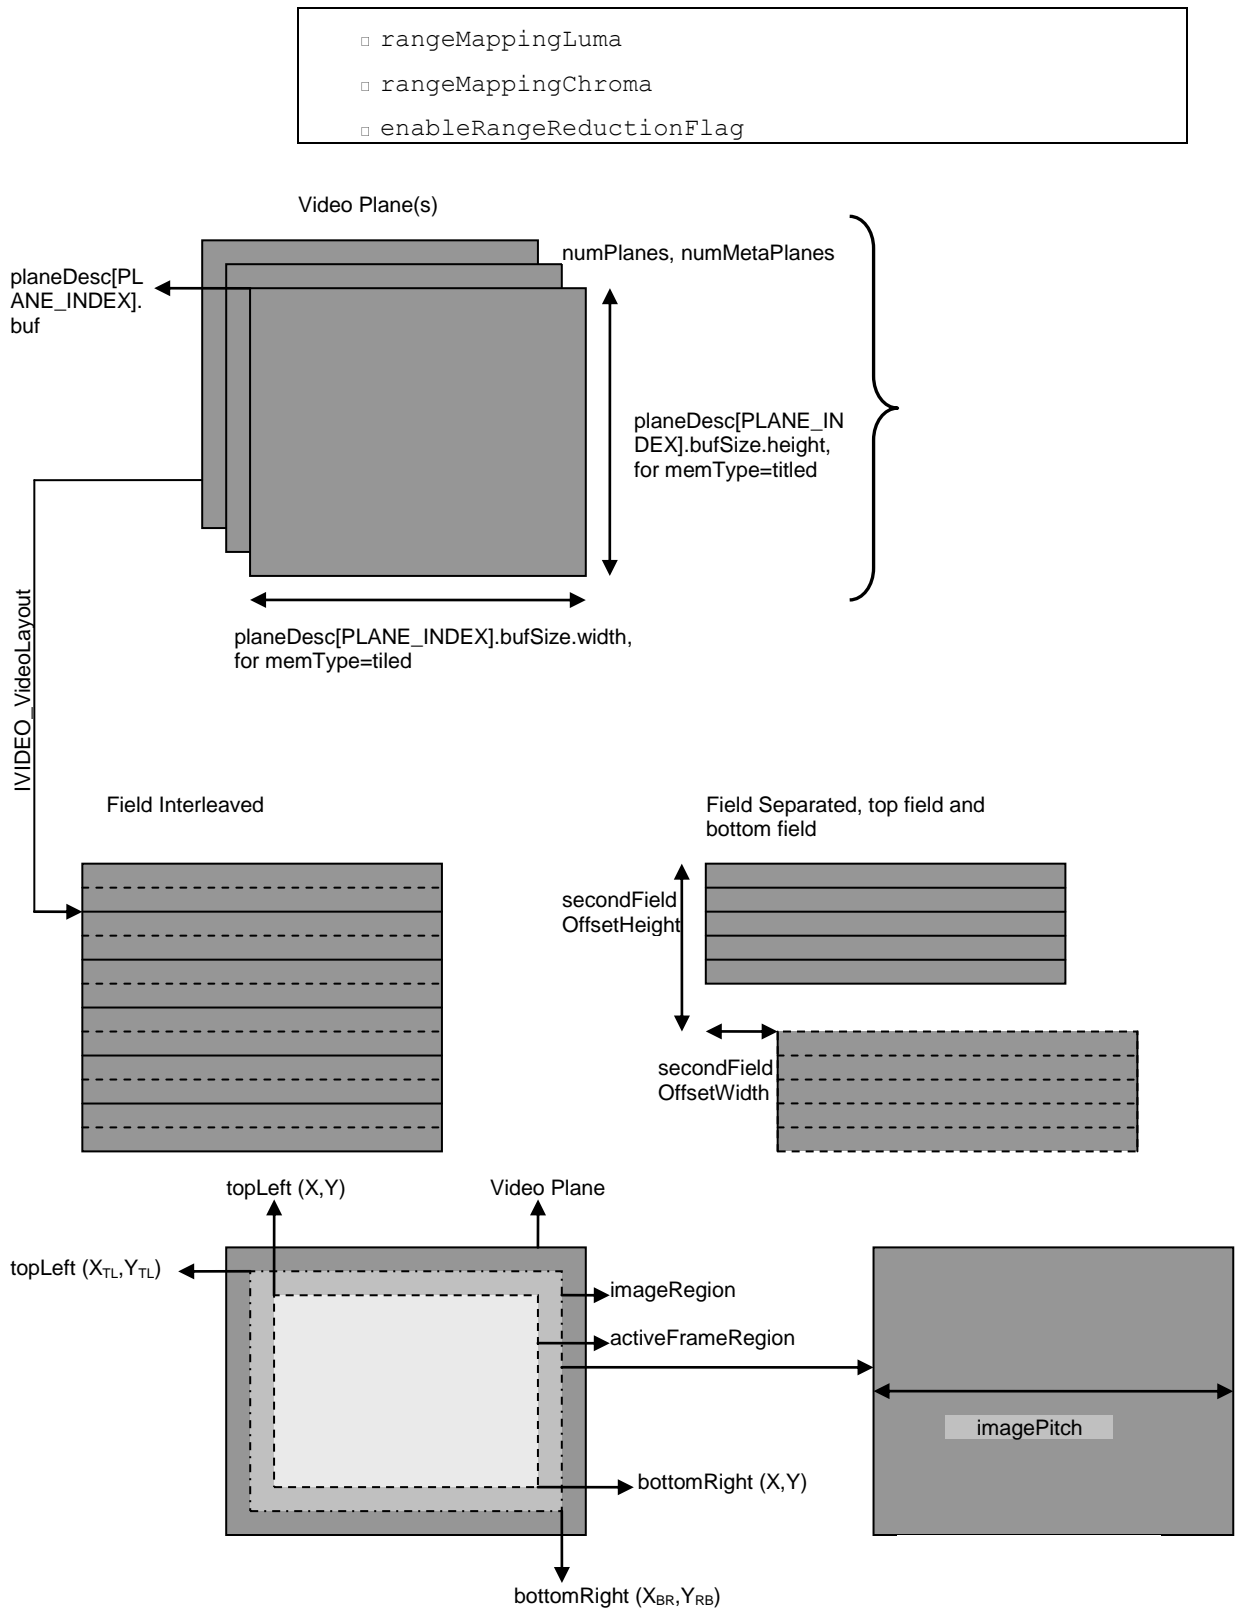 rangeMappingLuma
rangeMappingChroma
enableRangeReductionFlag
Video Plane(s)
numPlanes, numMetaPlanes
planeDesc[PL
ANE_INDEX].
buf
planeDesc[PLANE_IN
DEX].bufSize.height,
for memType=titled
planeDesc[PLANE_INDEX].bufSize.width,
for memType=tiled
IVIDEO_VideoLayout
Field Interleaved
Field Separated, top field and
bottom field
secondField
OffsetHeight
secondField
OffsetWidth
topLeft (X,Y)
Video Plane
topLeft (XTL,YTL)
imageRegion
activeFrameRegion
imagePitch
bottomRight (X,Y)
bottomRight (XBR,YRB)